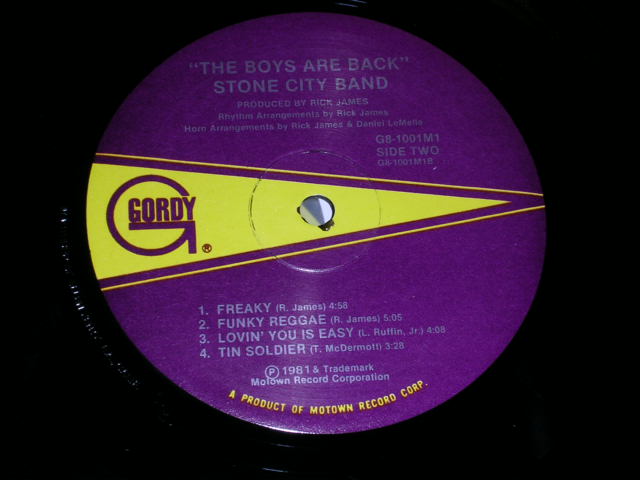 "THE BOYS ARE BACK"
STONE CITY BAND
PRODUCED BY RICK JAMES
Rhythm Arrangements by Rick James
Horn Arrangements by Rick James & Daniel LeMelle
G8-1001M1
SIDE TWO
G8-1001M1B
GORDY
®
1. FREAKY (R. James) 4:58
2. FUNKY REGGAE (R. James) 5:05
3. LOVIN' YOU IS EASY (L. Ruffin, Jr.) 4:08
4. TIN SOLDIER (T. McDermott) 3:28
℗ 1981 & Trademark
Motown Record Corporation
A PRODUCT OF MOTOWN RECORD CORP.